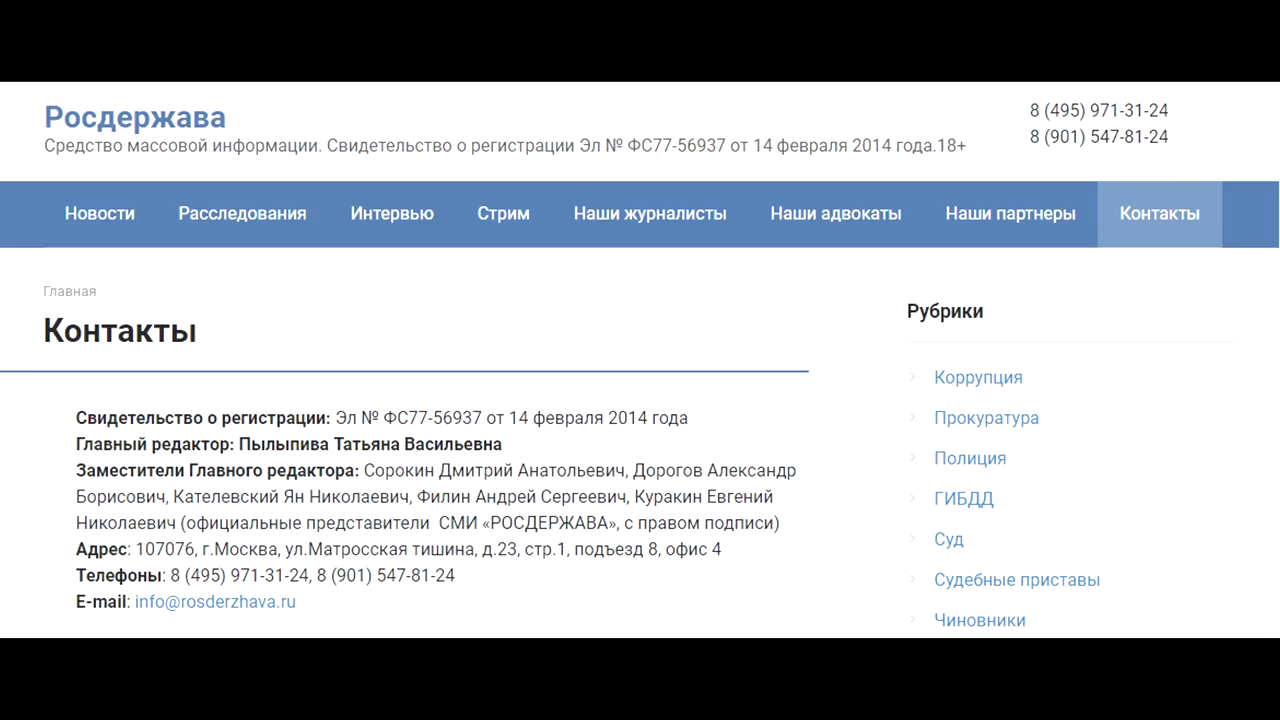 Росдержава
Средство массовой информации. Свидетельство о регистрации Эл № ФС77-56937 от 14 февраля 2014 года.18+
8 (495) 971-31-24
8 (901) 547-81-24
Новости Расследования Интервью Стрим Наши журналисты Наши адвокаты Наши партнеры Контакты
Главная
Контакты
Свидетельство о регистрации: Эл № ФС77-56937 от 14 февраля 2014 года
Главный редактор: Пылыпива Татьяна Васильевна
Заместители Главного редактора: Сорокин Дмитрий Анатольевич, Дорогов Александр
Борисович, Кателевский Ян Николаевич, Филин Андрей Сергеевич, Куракин Евгений
Николаевич (официальные представители  СМИ «РОСДЕРЖАВА», с правом подписи)
Адрес: 107076, г.Москва, ул.Матросская тишина, д.23, стр.1, подъезд 8, офис 4
Телефоны: 8 (495) 971-31-24, 8 (901) 547-81-24
E-mail: info@rosderzhava.ru
Рубрики
Коррупция
Прокуратура
Полиция
ГИБДД
Суд
Судебные приставы
Чиновники